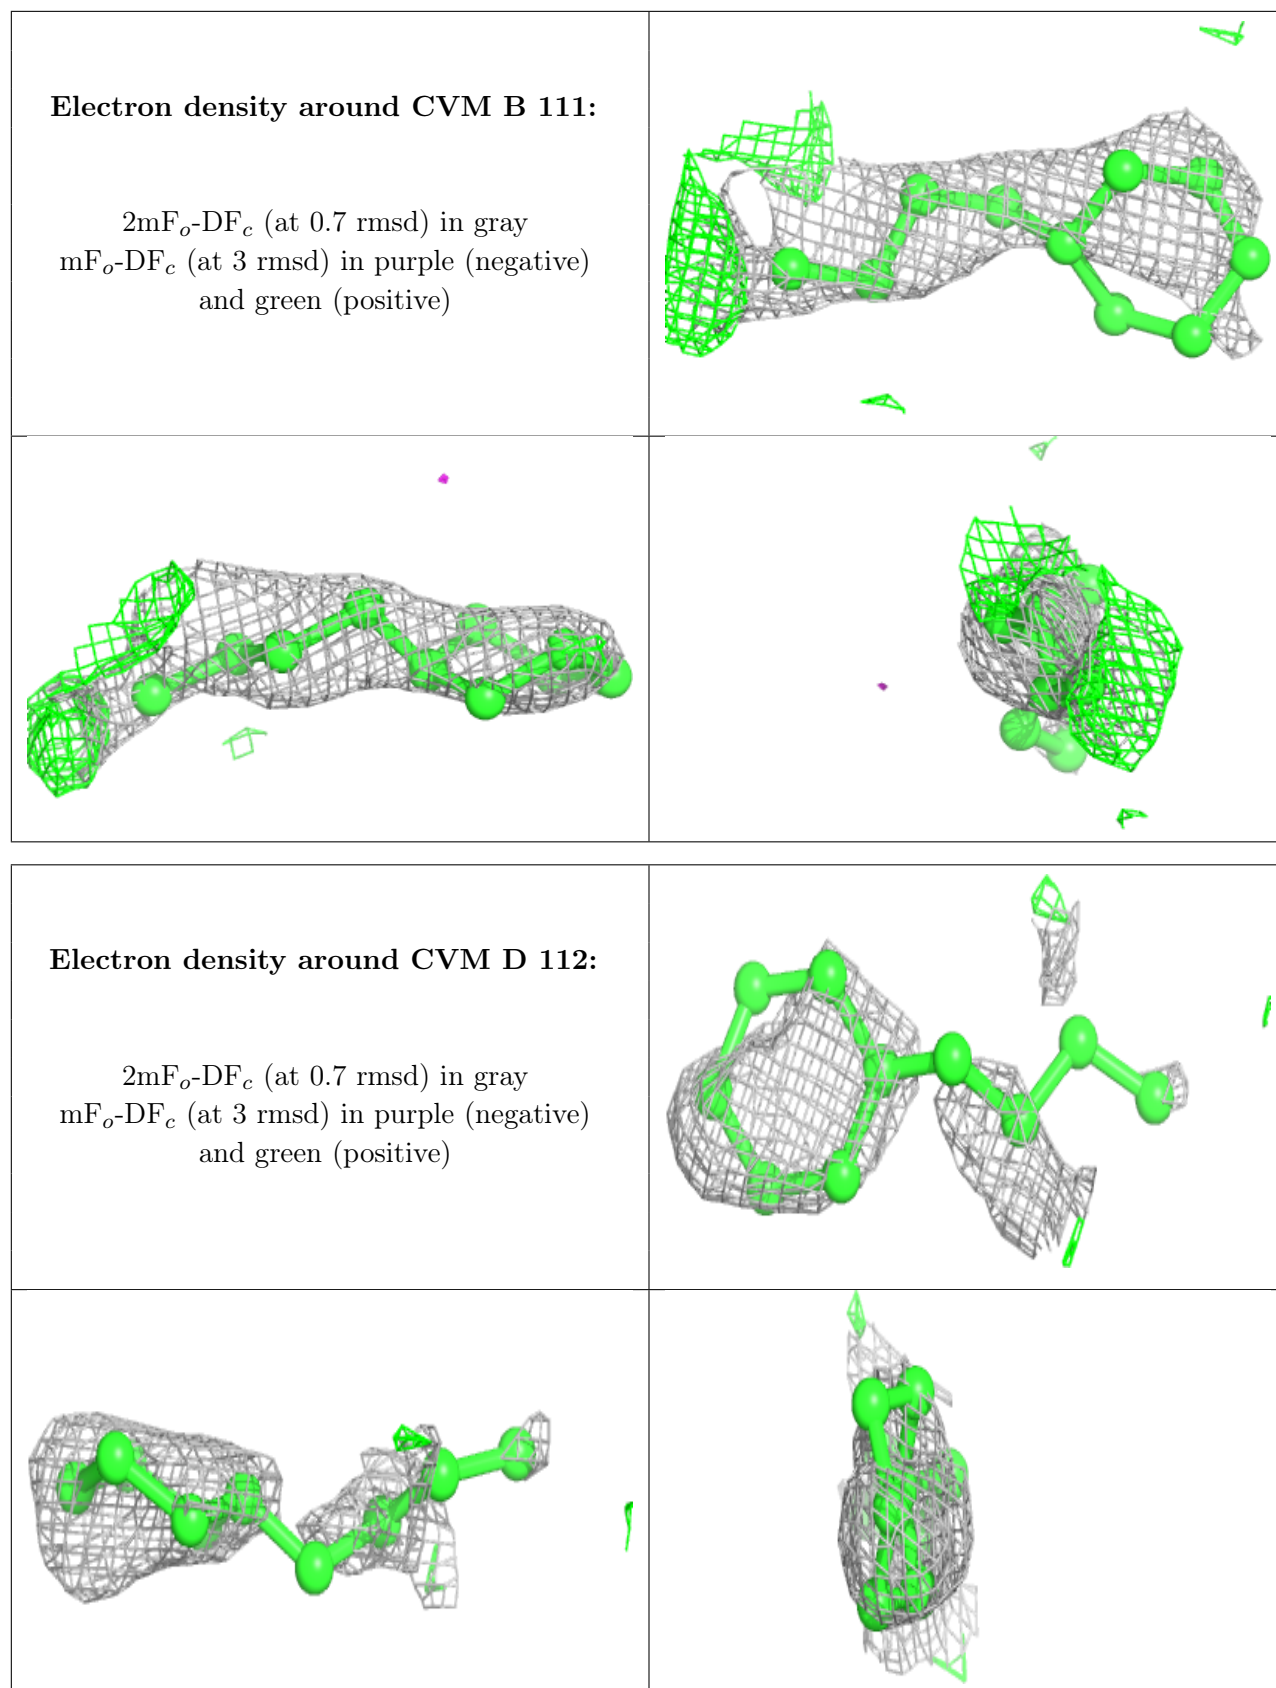 Electron density around CVM B 111:
2mFo-DFc (at 0.7 rmsd) in gray
mFo-DFc (at 3 rmsd) in purple (negative)
and green (positive)
Electron density around CVM D 112:
2mFo-DFc (at 0.7 rmsd) in gray
mFo-DFc (at 3 rmsd) in purple (negative)
and green (positive)